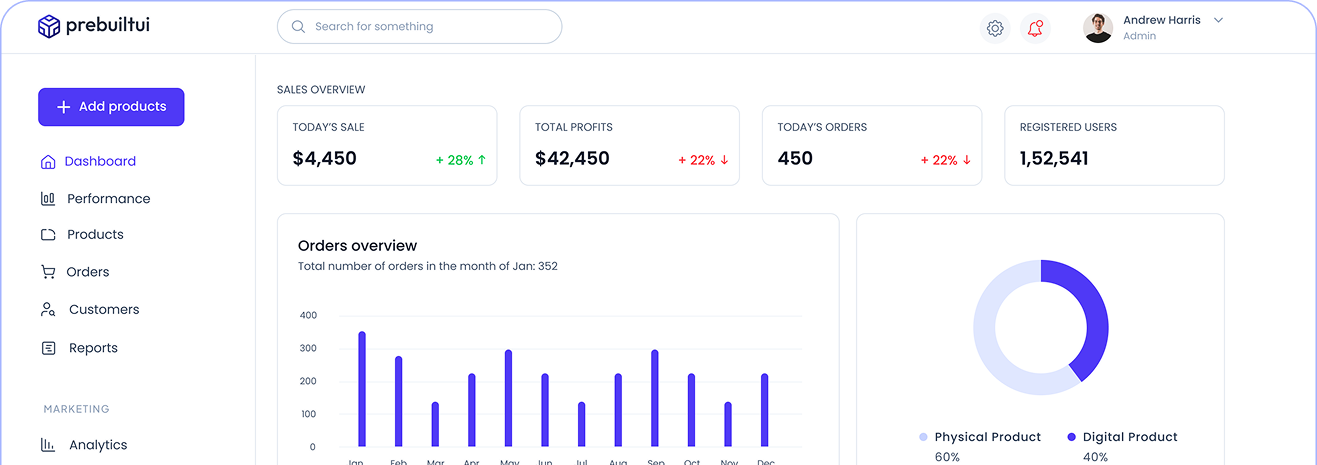 prebuiltui
Search for something
Andrew Harris
Admin
Add products
Dashboard
Performance
Products
Orders
Customers
Reports
MARKETING
Analytics
SALES OVERVIEW
TODAY'S SALE
$4,450
+ 28% ↑
TOTAL PROFITS
$42,450
+ 22% ↓
TODAY'S ORDERS
450
+ 22% ↓
REGISTERED USERS
1,52,541
Orders overview
Total number of orders in the month of Jan: 352
400
300
200
100
0
Jan Feb Mar Apr May Jun Jul Aug Sep Oct Nov Dec
Physical Product
60%
Digital Product
40%